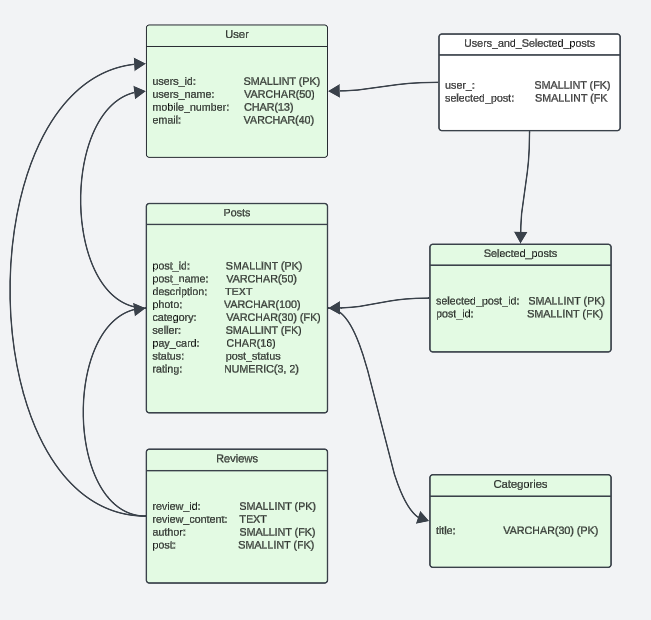 User
users_id: SMALLINT (PK)
users_name: VARCHAR(50)
mobile_number: CHAR(13)
email: VARCHAR(40)
Users_and_Selected_posts
user_: SMALLINT (FK)
selected_post: SMALLINT (FK
Posts
post_id: SMALLINT (PK)
post_name: VARCHAR(50)
description: TEXT
photo: VARCHAR(100)
category: VARCHAR(30) (FK)
seller: SMALLINT (FK)
pay_card: CHAR(16)
status: post_status
rating: NUMERIC(3, 2)
Selected_posts
selected_post_id: SMALLINT (PK)
post_id: SMALLINT (FK)
Reviews
review_id: SMALLINT (PK)
review_content: TEXT
author: SMALLINT (FK)
post: SMALLINT (FK)
Categories
title: VARCHAR(30) (PK)